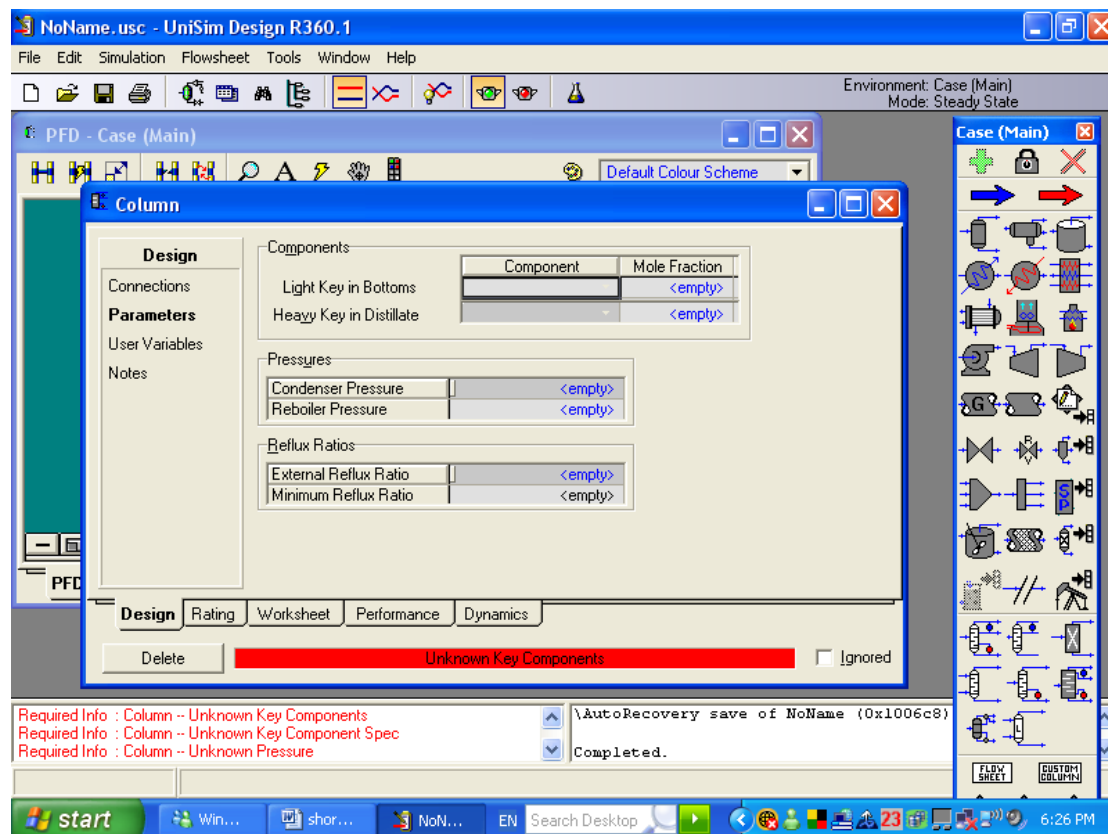 NoName.usc - UniSim Design R360.1
File Edit Simulation Flowsheet Tools Window Help
Environment: Case (Main)
Mode: Steady State
PFD - Case (Main)
Default Colour Scheme
Case (Main)
Column
Design
Connections
Parameters
User Variables
Notes
Components
Component Mole Fraction
Light Key in Bottoms <empty>
Heavy Key in Distillate <empty>
Pressures
Condenser Pressure <empty>
Reboiler Pressure <empty>
Reflux Ratios
External Reflux Ratio <empty>
Minimum Reflux Ratio <empty>
PFD
Design Rating Worksheet Performance Dynamics
Delete Unknown Key Components Ignored
Required Info : Column -- Unknown Key Components
Required Info : Column -- Unknown Key Component Spec
Required Info : Column -- Unknown Pressure
\AutoRecovery save of NoName (0x1006c8)
Completed.
FLOW SHEET
CUSTOM COLUMN
start Win... shor... NoN... EN Search Desktop 23 6:26 PM